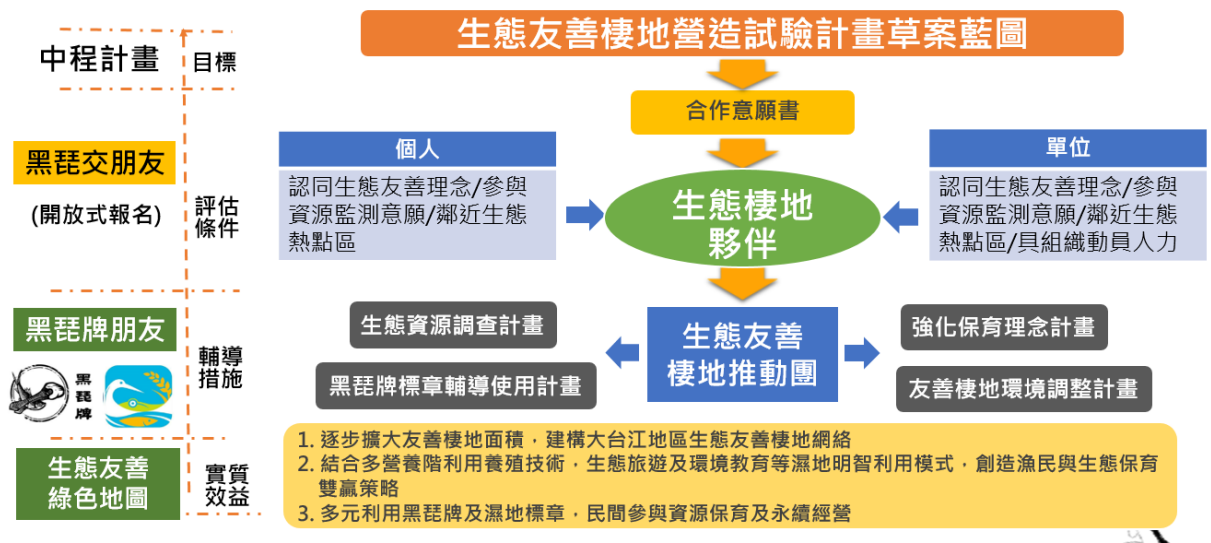 生態友善棲地營造試驗計畫草案藍圖
中程計畫
目標
合作意願書
黑琵交朋友
(開放式報名)
評估
條件
個人
認同生態友善理念/參與
資源監測意願/鄰近生態
熱點區
生態棲地
夥伴
單位
認同生態友善理念/參與
資源監測意願/鄰近生態
熱點區/具組織動員人力
黑琵牌朋友
黑
琵
牌
輔導
措施
生態資源調查計畫
黑琵牌標章輔導使用計畫
生態友善
棲地推動團
強化保育理念計畫
友善棲地環境調整計畫
生態友善
綠色地圖
實質
效益
1. 逐步擴大友善棲地面積，建構大台江地區生態友善棲地網絡
2. 結合多營養階利用養殖技術，生態旅遊及環境教育等濕地明智利用模式，創造漁民與生態保育
雙贏策略
3. 多元利用黑琵牌及濕地標章，民間參與資源保育及永續經營